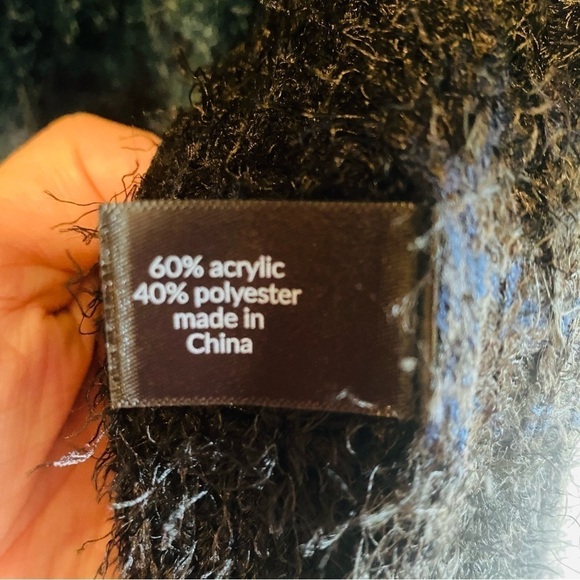 60% acrylic
40% polyester
made in
China